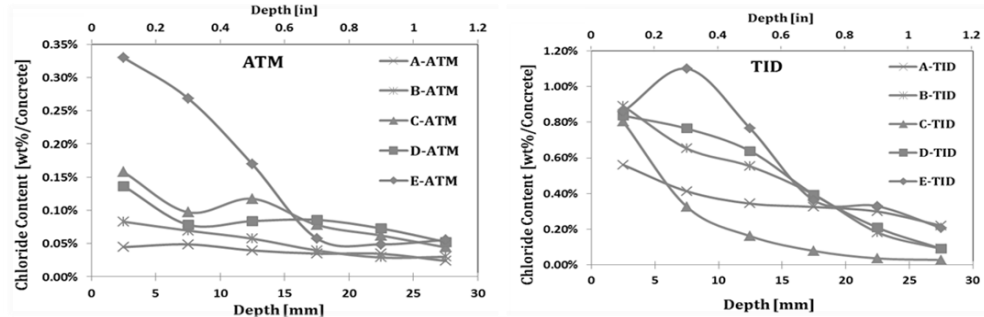 Depth [in]
0 0.2 0.4 0.6 0.8 1 1.2
ATM
Chloride Content [wt%/Concrete]
0.35%
0.30%
0.25%
0.20%
0.15%
0.10%
0.05%
0.00%
A-ATM
B-ATM
C-ATM
D-ATM
E-ATM
0 5 10 15 20 25 30
Depth [mm]
Depth [in]
0 0.2 0.4 0.6 0.8 1 1.2
TID
Chloride Content [wt%/Concrete]
1.20%
1.00%
0.80%
0.60%
0.40%
0.20%
0.00%
A-TID
B-TID
C-TID
D-TID
E-TID
0 5 10 15 20 25 30
Depth [mm]